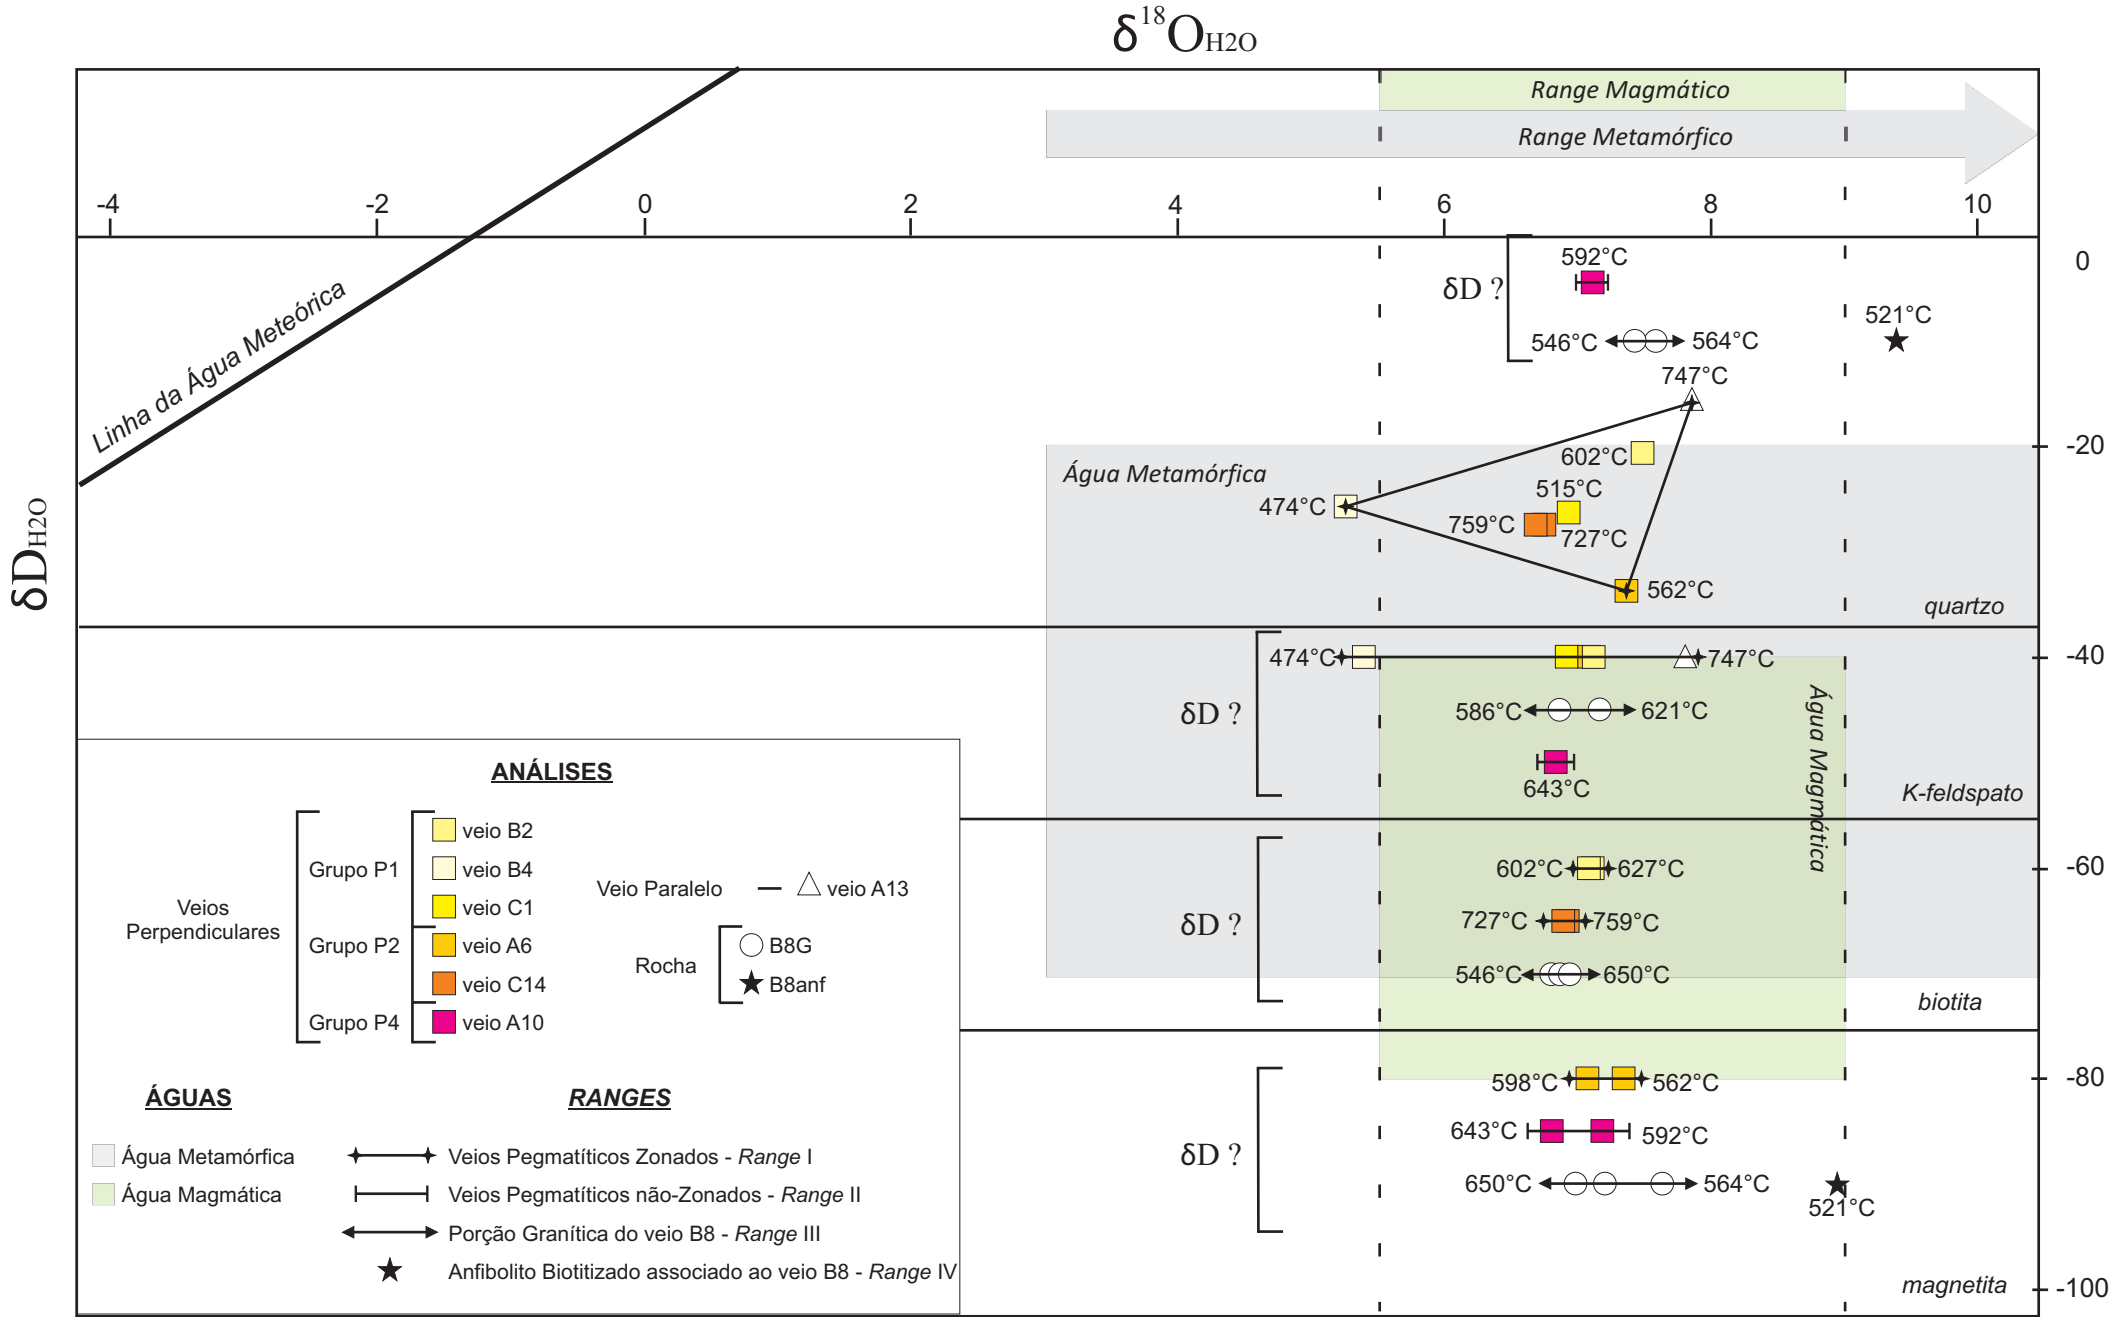 δ18OH2O
Range Magmático
Range Metamórfico
-4 -2 0 2 4 6 8 10
δDH2O
0
-20
-40
-60
-80
-100
Linha da Água Meteórica
δD ?
592°C
546°C 564°C
521°C
747°C
Água Metamórfica
602°C
474°C
515°C
759°C
727°C
562°C
quartzo
δD ?
474°C 747°C
586°C 621°C
643°C
Água Magmática
K-feldspato
δD ?
602°C 627°C
727°C 759°C
546°C 650°C
biotita
δD ?
598°C 562°C
643°C 592°C
650°C 564°C
521°C
magnetita
ANÁLISES
Veios
Perpendiculares
Grupo P1
Grupo P2
Grupo P4
veio B2
veio B4
veio C1
veio A6
veio C14
veio A10
Veio Paralelo
veio A13
Rocha
B8G
B8anf
ÁGUAS
Água Metamórfica
Água Magmática
RANGES
Veios Pegmatíticos Zonados - Range I
Veios Pegmatíticos não-Zonados - Range II
Porção Granítica do veio B8 - Range III
Anfibolito Biotitizado associado ao veio B8 - Range IV